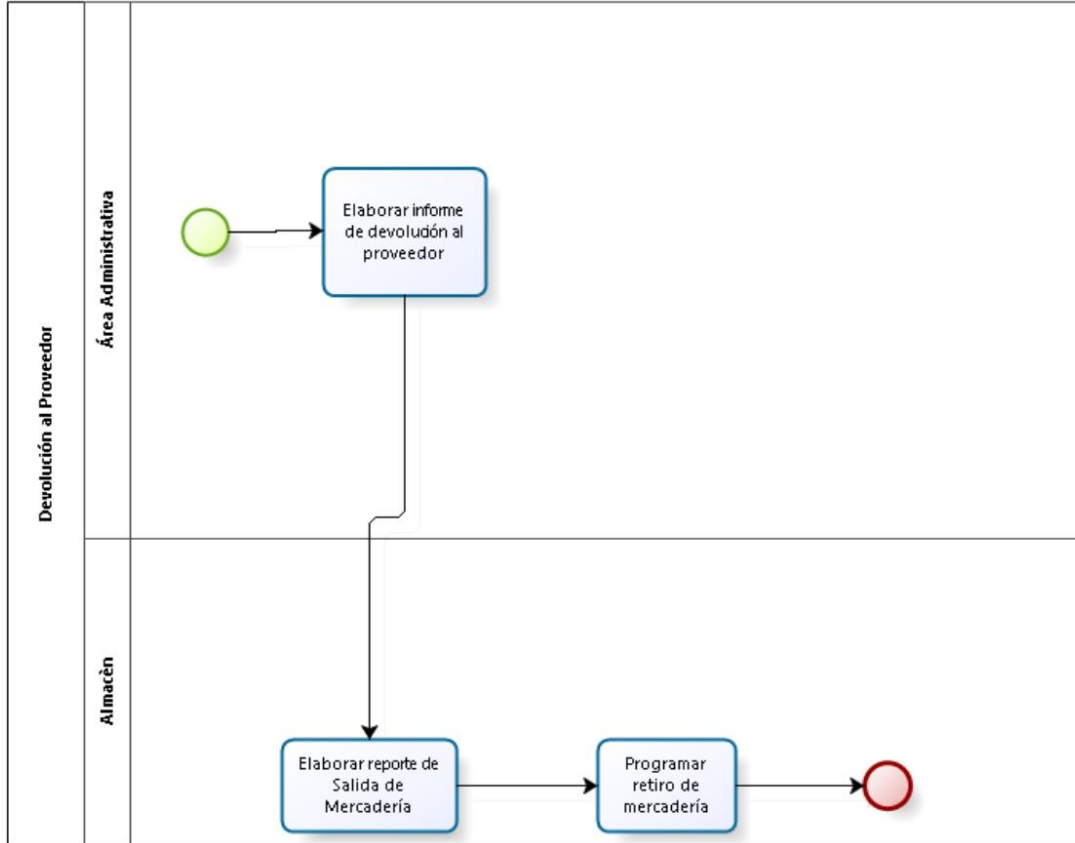 Devolución al Proveedor
Área Administrativa
Elaborar informe
de devolución al
proveedor
Almacèn
Elaborar reporte de
Salida de
Mercadería
Programar
retiro de
mercadería